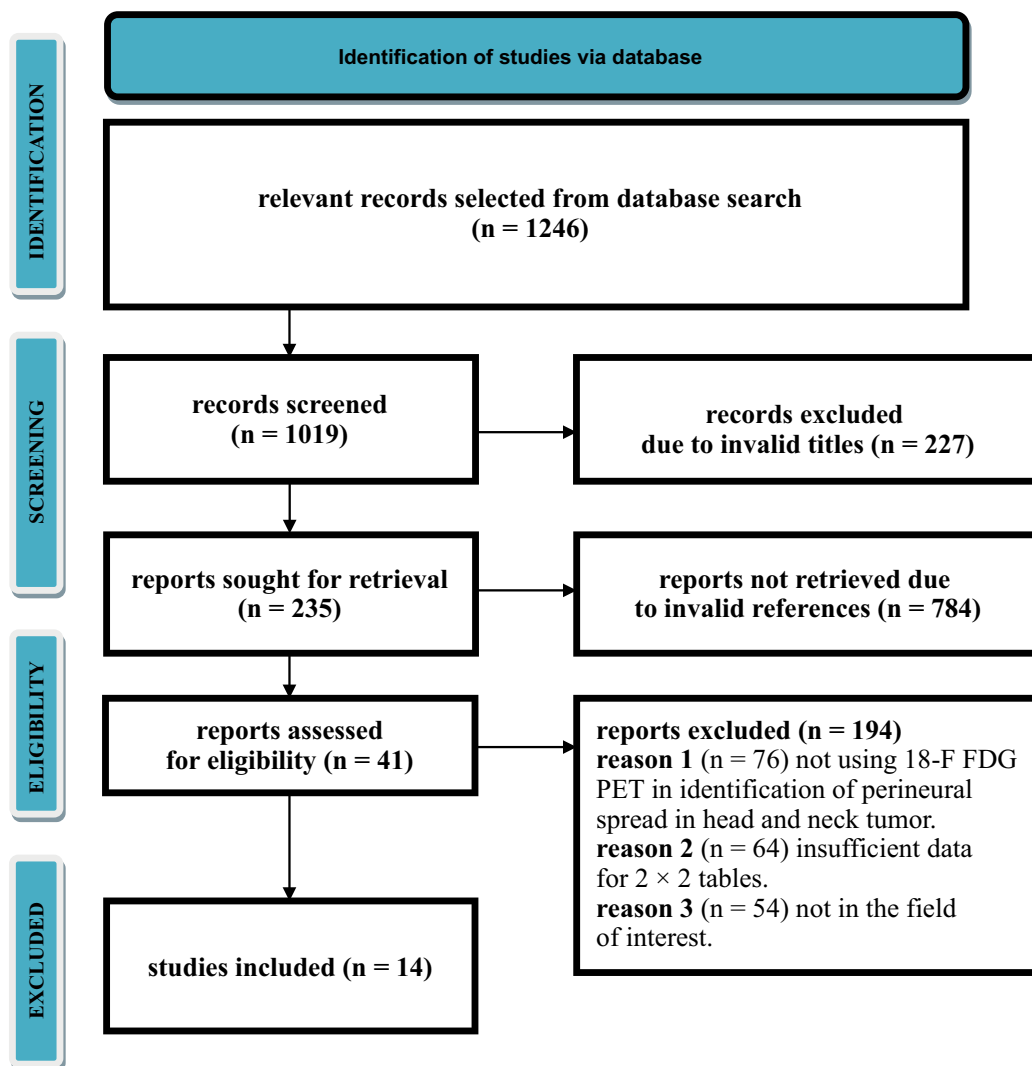 Identification of studies via database
IDENTIFICATION
relevant records selected from database search
(n = 1246)
SCREENING
records screened
(n = 1019)
records excluded
due to invalid titles (n = 227)
reports sought for retrieval
(n = 235)
reports not retrieved due
to invalid references (n = 784)
ELIGIBILITY
reports assessed
for eligibility (n = 41)
reports excluded (n = 194)
reason 1 (n = 76) not using 18-F FDG
PET in identification of perineural
spread in head and neck tumor.
reason 2 (n = 64) insufficient data
for 2 × 2 tables.
reason 3 (n = 54) not in the field
of interest.
EXCLUDED
studies included (n = 14)